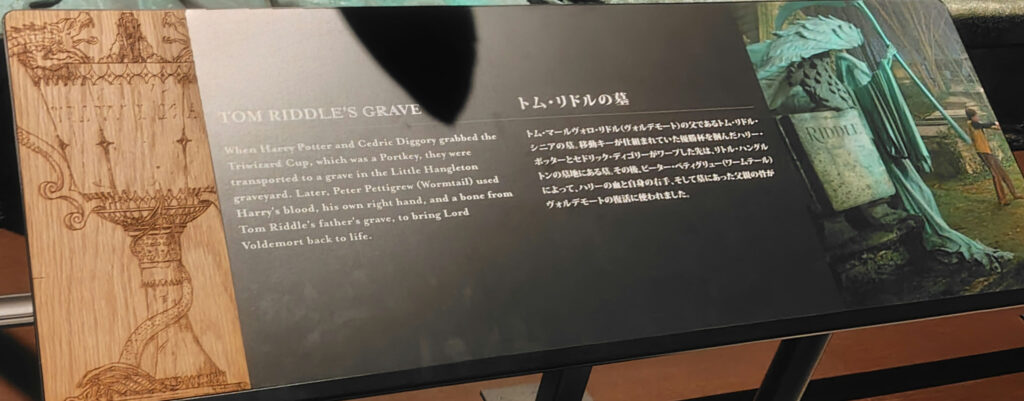 TOM RIDDLE'S GRAVE
When Harry Potter and Cedric Diggory grabbed the
Triwizard Cup, which was a Portkey, they were
transported to a grave in the Little Hangleton
graveyard. Later, Peter Pettigrew (Wormtail) used
Harry's blood, his own right hand, and a bone from
Tom Riddle's father's grave, to bring Lord
Voldemort back to life.
トム・リドルの墓
トム・マールヴォロ・リドル(ヴォルデモート)の父であるトム・リドル・
シニアの墓。移動キーが仕組まれていた優勝杯を掴んだハリー・
ポッターとセドリック・ディゴリーがワープした先は、リトル・ハングル
トンの墓地にある墓。その後、ピーター・ペティグリュー(ワームテール)
によって、ハリーの血と自身の右手、そして墓にあった父親の骨が
ヴォルデモートの復活に使われました。
RIDDLE